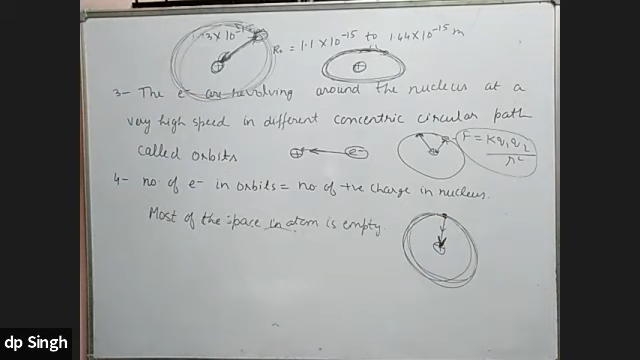 R₀ = 1.1 × 10⁻¹⁵ to 1.44 × 10⁻¹⁵ m
3- The e⁻ are revolving around the nucleus at a
very high speed in different concentric circular path
called orbits
+ e⁻
F = Kq₁q₂/r²
4- no of e⁻ in orbits = no of +ve charge in nucleus.
Most of the space in atom is empty.
dp Singh